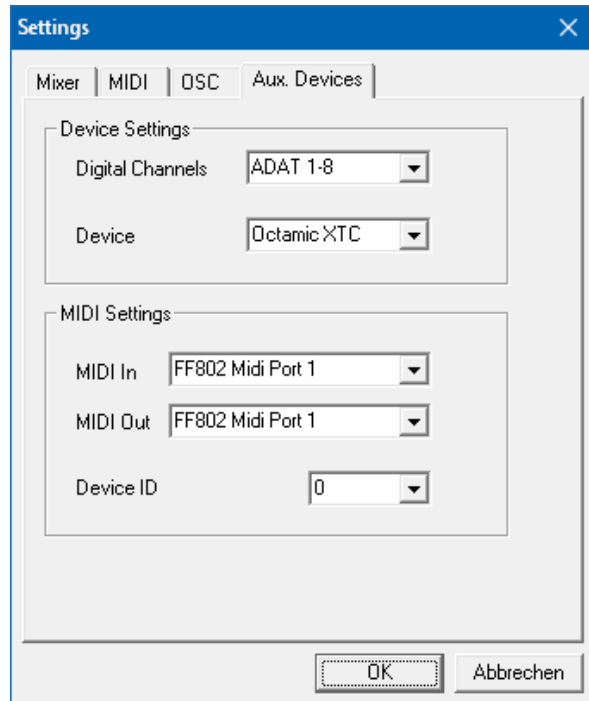 Settings
Mixer MIDI OSC Aux. Devices
Device Settings
Digital Channels ADAT 1-8
Device Octamic XTC
MIDI Settings
MIDI In FF802 Midi Port 1
MIDI Out FF802 Midi Port 1
Device ID 0
OK Abbrechen